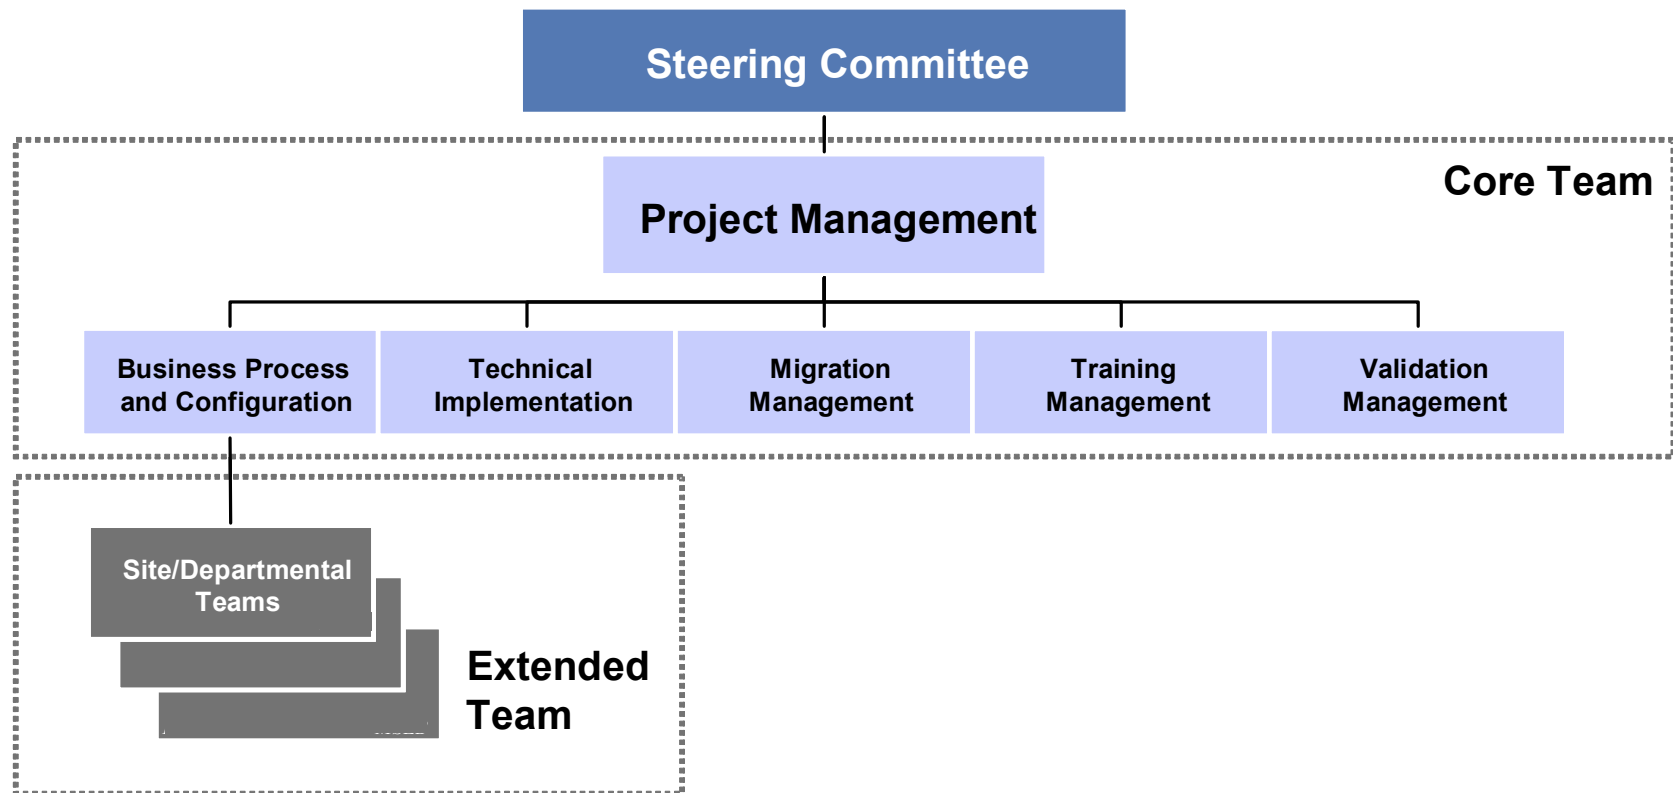 Steering Committee
Core Team
Project Management
Business Process
and Configuration
Technical
Implementation
Migration
Management
Training
Management
Validation
Management
Site/Departmental
Teams
Extended
Team